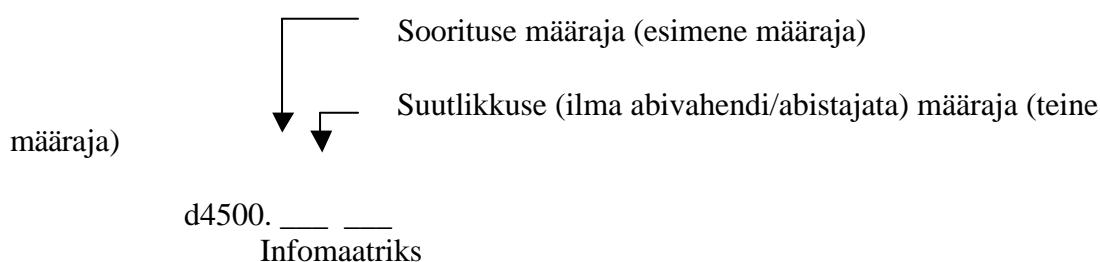 Soorituse määraja (esimene määraja)
Suutlikkuse (ilma abivahendi/abistajata) määraja (teine
määraja)
d4500. ___ ___
Infomaatriks